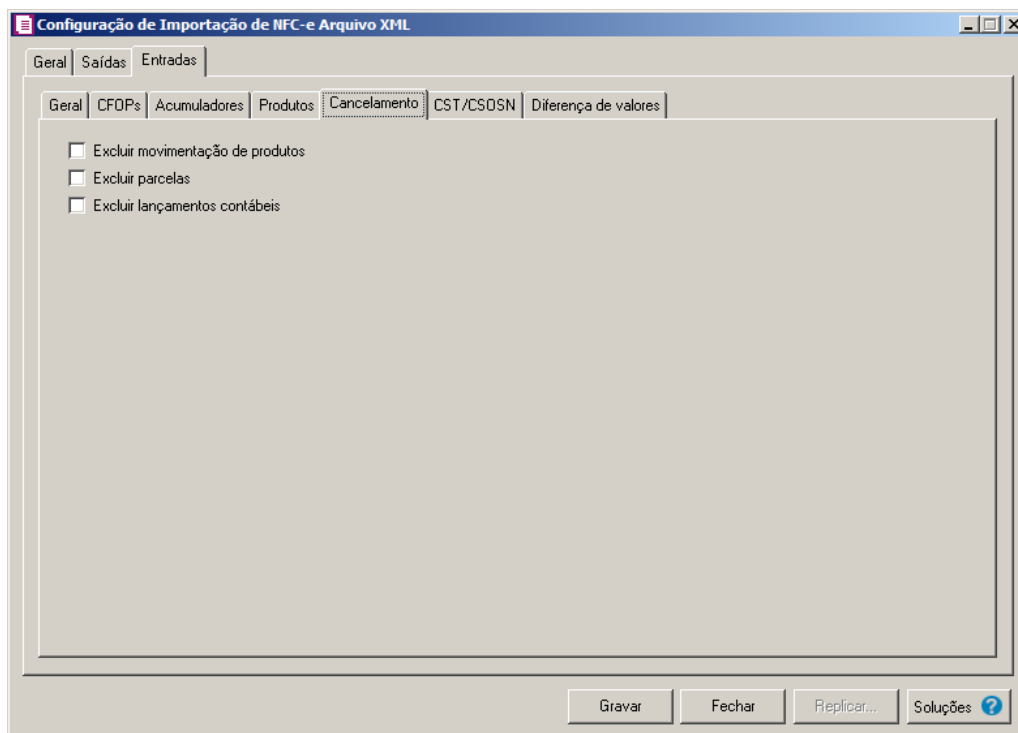 Configuração de Importação de NFC-e Arquivo XML
Geral Saídas Entradas
Geral CFOPs Acumuladores Produtos Cancelamento CST/CSOSN Diferença de valores
Excluir movimentação de produtos
Excluir parcelas
Excluir lançamentos contábeis
Gravar Fechar Replicar... Soluções ?